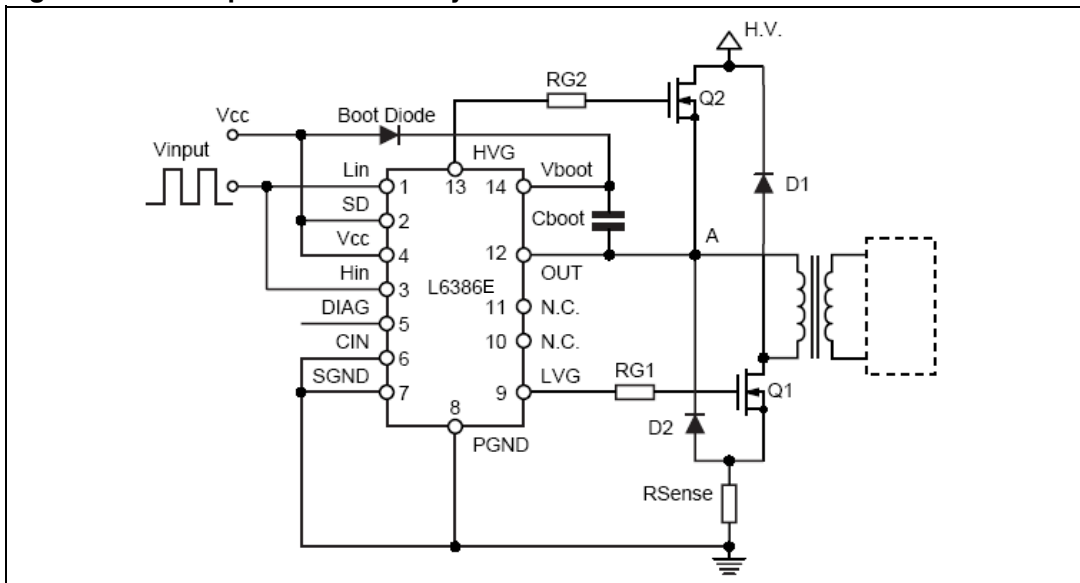 H.V.
RG2
Q2
Vcc
Boot Diode
Vinput
HVG
Lin
1
13
14
Vboot
D1
SD
2
Cboot
Vcc
4
12
A
OUT
Hin
3
L6386E
11
N.C.
DIAG
5
10
N.C.
CIN
6
SGND
7
9
LVG
RG1
Q1
8
PGND
D2
RSense